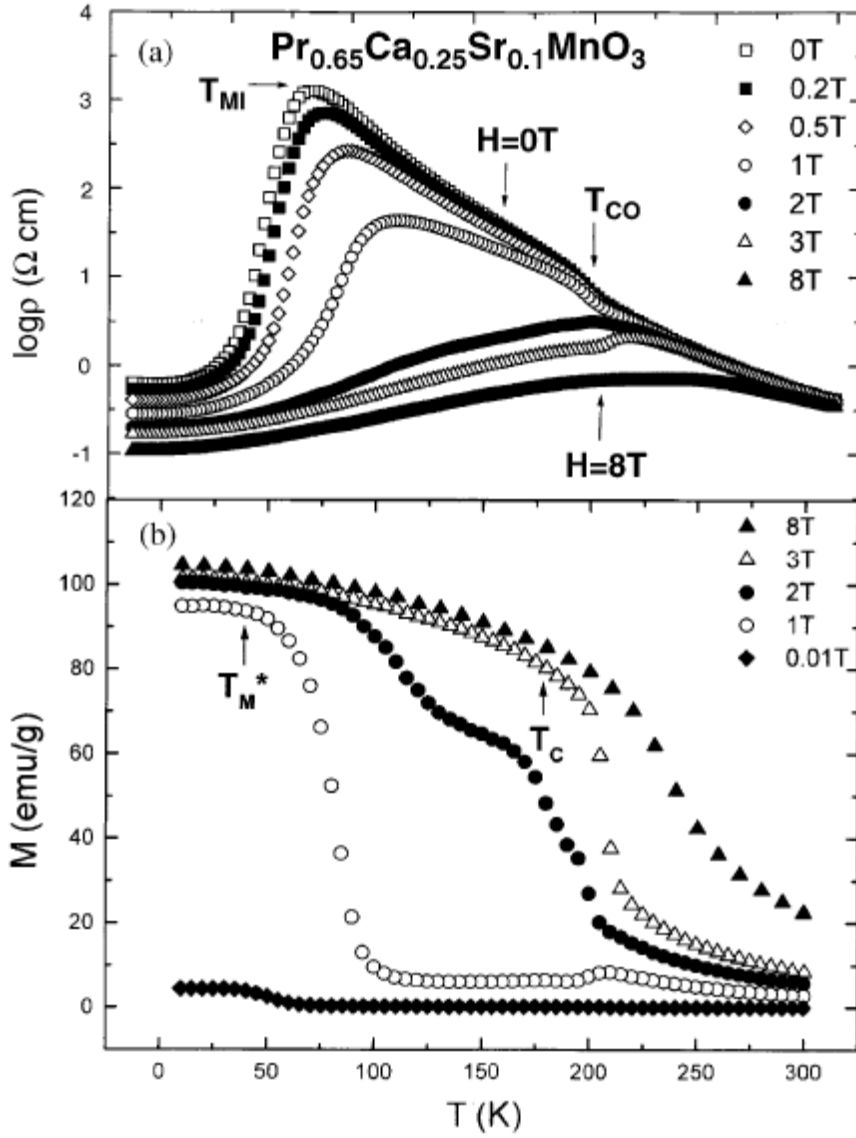 (a) Pr0.65Ca0.25Sr0.1MnO3
4
3
2
1
0
-1
logρ (Ω cm)
TMI
H=0T
TCO
H=8T
0T
0.2T
0.5T
1T
2T
3T
8T
(b)
120
100
80
60
40
20
0
M (emu/g)
TM*
TC
8T
3T
2T
1T
0.01T
0 50 100 150 200 250 300
T (K)